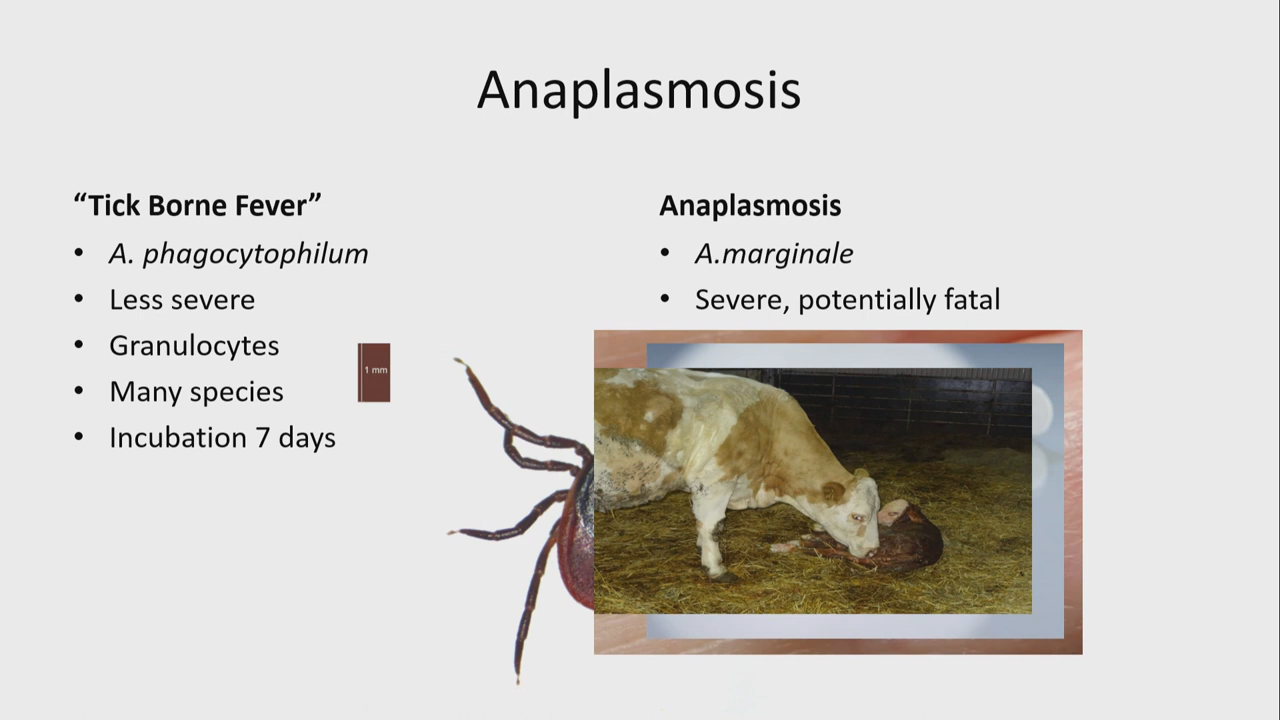 Anaplasmosis
“Tick Borne Fever”
• A. phagocytophilum
• Less severe
• Granulocytes
• Many species
• Incubation 7 days
1 mm
Anaplasmosis
• A.marginale
• Severe, potentially fatal